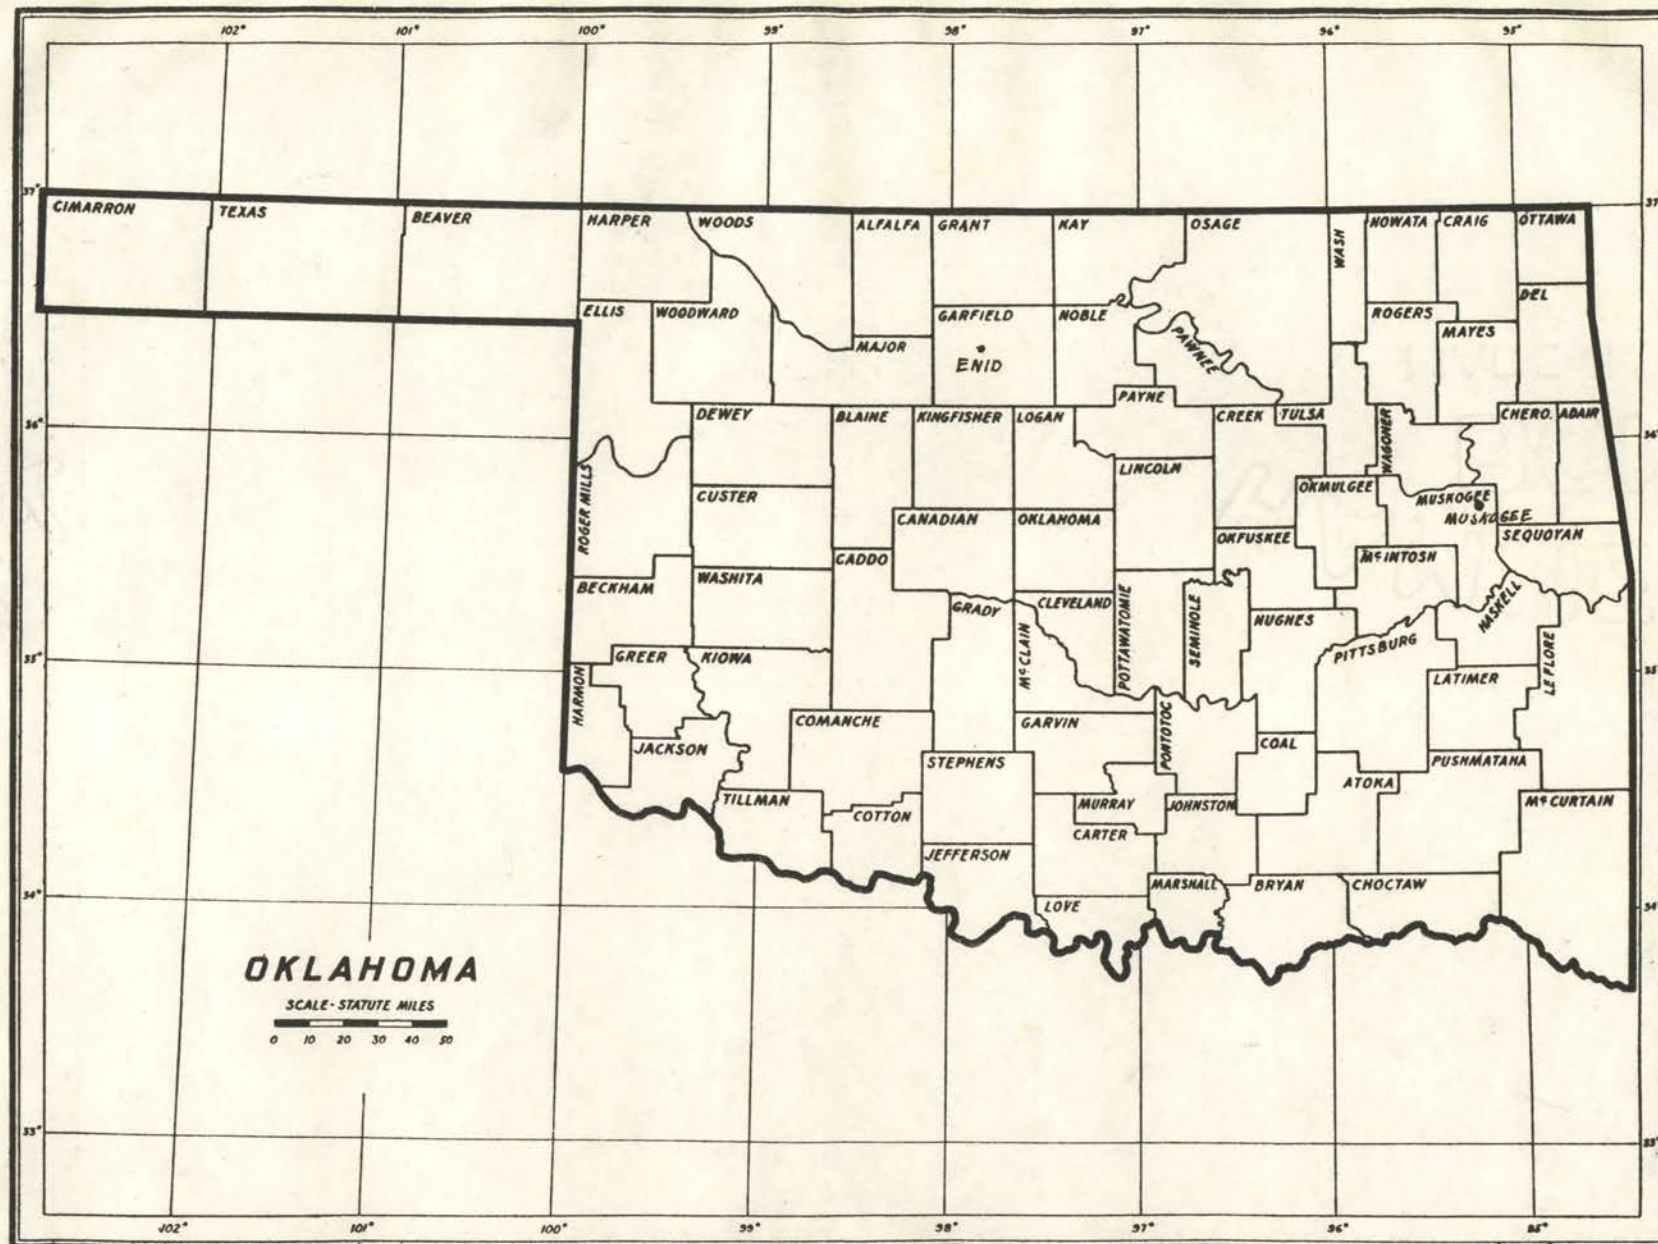 102° 101° 100° 99° 98° 97° 96° 95°
37° 37°
CIMARRON TEXAS BEAVER HARPER WOODS ALFALFA GRANT KAY OSAGE WASH NOWATA CRAIG OTTAWA
ELLIS WOODWARD GARFIELD NOBLE ROGERS DEL
MAJOR PAWNEE MAYES
ENID
PAYNE
DEWEY BLAINE KINGFISHER LOGAN CREEK TULSA WAGONER CHERO. ADAIR
36° 36°
LINCOLN
ROGER MILLS CUSTER OKMULGEE MUSKOGEE
CANADIAN OKLAHOMA MUSKOGEE
OKFUSKEE SEQUOYAH
CADDO McINTOSH
BECKHAM WASHITA
GRADY CLEVELAND POTTAWATOMIE SEMINOLE HUGHES HASKELL
McCLAIN PITTSBURG
GREER KIOWA LE FLORE
35° 35°
HARMON LATIMER
COMANCHE GARVIN PONTOTOC
JACKSON COAL
STEPHENS PUSHMATAHA
ATOKA
TILLMAN COTTON MURRAY JOHNSTON McCURTAIN
CARTER
JEFFERSON
MARSHALL BRYAN CHOCTAW
34° LOVE 34°
OKLAHOMA
SCALE - STATUTE MILES
0 10 20 30 40 50
33° 33°
102° 101° 100° 99° 98° 97° 96° 95°